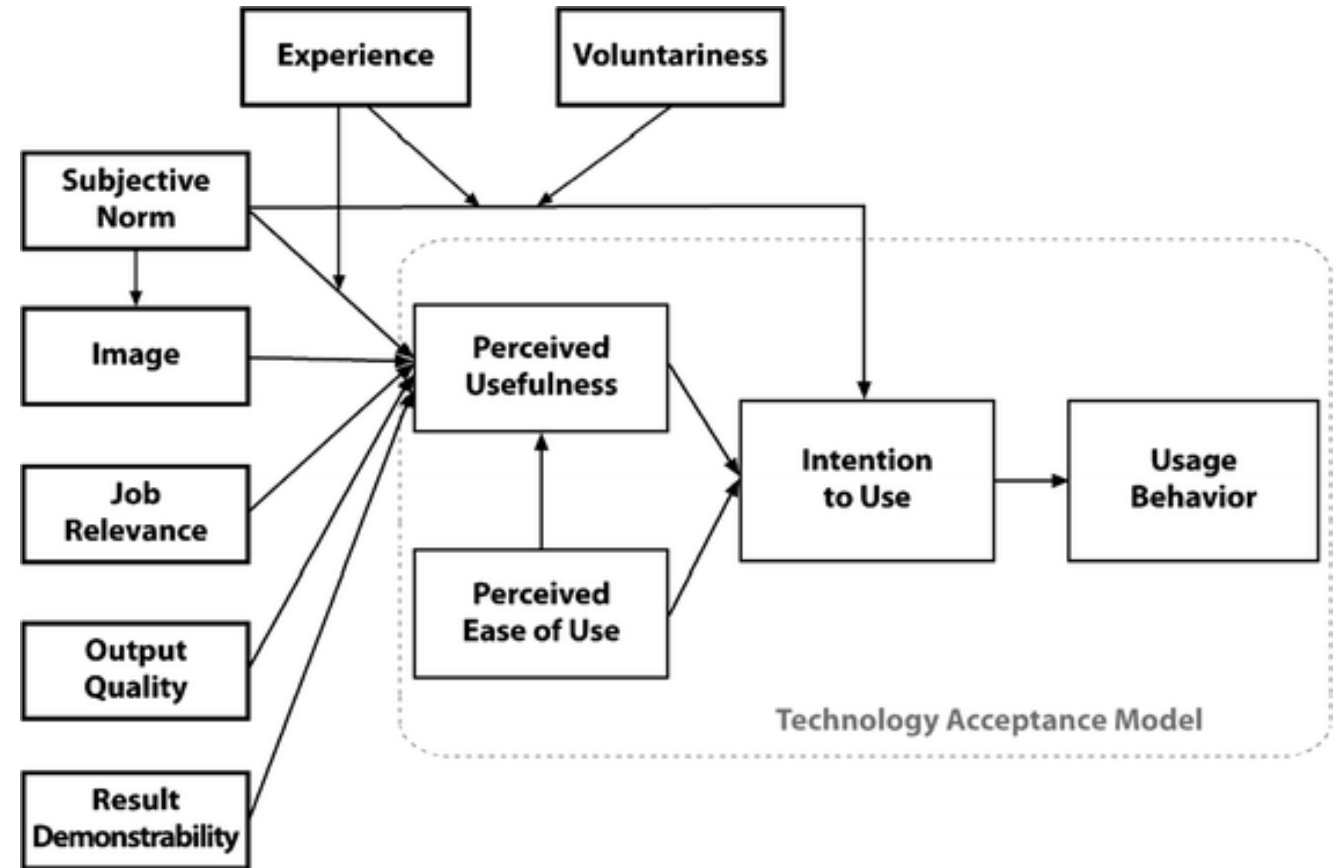 Experience
Voluntariness
Subjective
Norm
Image
Job
Relevance
Output
Quality
Result
Demonstrability
Perceived
Usefulness
Perceived
Ease of Use
Intention
to Use
Usage
Behavior
Technology Acceptance Model